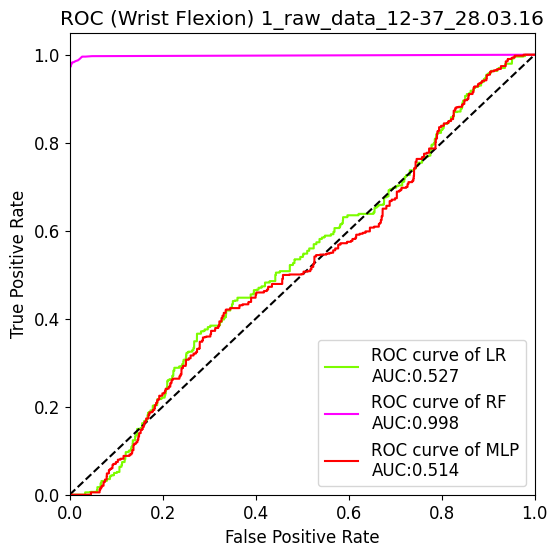 ROC (Wrist Flexion) 1_raw_data_12-37_28.03.16
True Positive Rate
1.0
0.8
0.6
0.4
0.2
0.0
ROC curve of LR
AUC:0.527
ROC curve of RF
AUC:0.998
ROC curve of MLP
AUC:0.514
0.0
0.2
0.4
0.6
0.8
1.0
False Positive Rate